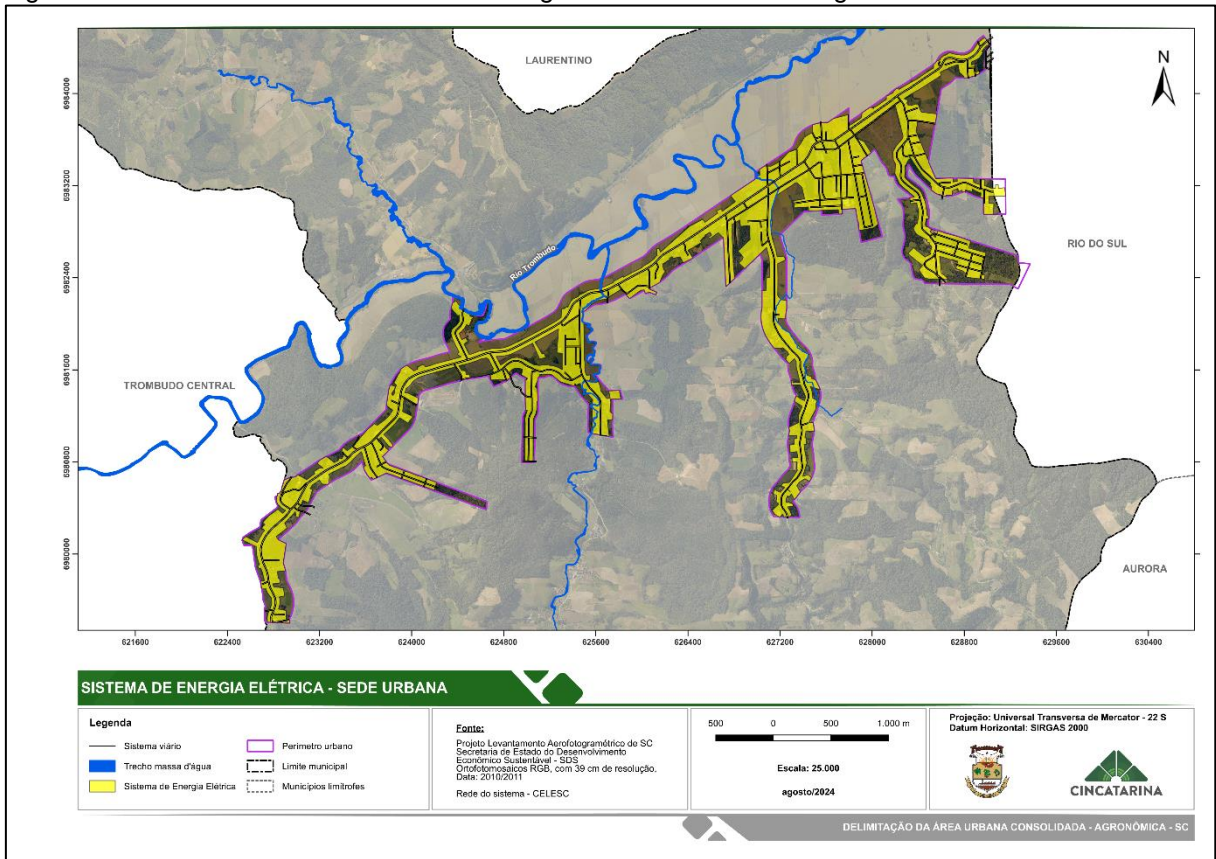 LAURENTINO
N
RIO DO SUL
Rio Trombudo
TROMBUDO CENTRAL
AURORA
6984000
6983200
6982400
6981600
6980800
6980000
621600 622400 623200 624000 624800 625600 626400 627200 628000 628800 629600 630400
SISTEMA DE ENERGIA ELÉTRICA - SEDE URBANA
Legenda
Sistema viário
Trecho massa d'água
Sistema de Energia Elétrica
Perímetro urbano
Limite municipal
Municípios limítrofes
Fonte:
Projeto Levantamento Aerofotogramétrico de SC
Secretaria de Estado do Desenvolvimento
Econômico Sustentável - SDS
Ortofotomosaicos RGB, com 39 cm de resolução.
Data: 2010/2011
Rede do sistema - CELESC
500 0 500 1.000 m
Escala: 25.000
agosto/2024
Projeção: Universal Transversa de Mercator - 22 S
Datum Horizontal: SIRGAS 2000
CINCATARINA
DELIMITAÇÃO DA ÁREA URBANA CONSOLIDADA - AGRONÔMICA - SC